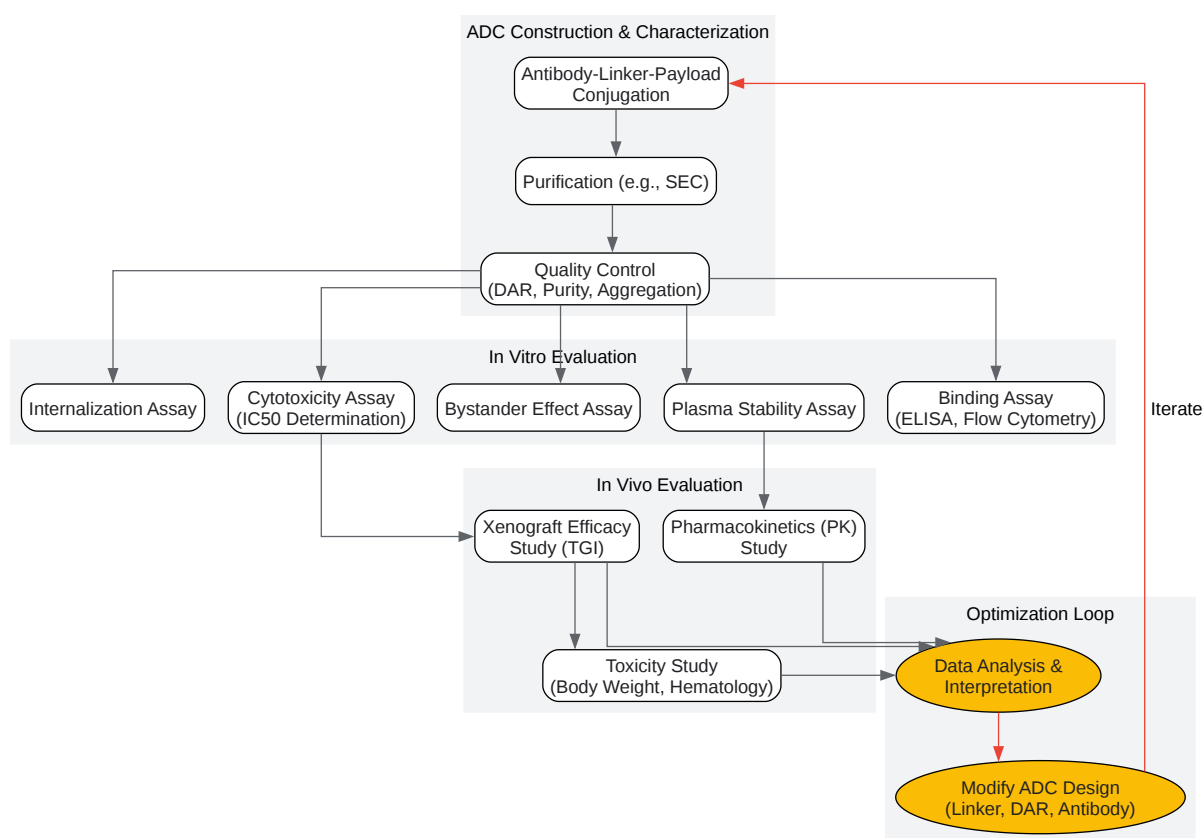 ADC Construction & Characterization
Antibody-Linker-Payload
Conjugation
Purification (e.g., SEC)
Quality Control
(DAR, Purity, Aggregation)
In Vitro Evaluation
Internalization Assay
Cytotoxicity Assay
(IC50 Determination)
Bystander Effect Assay
Plasma Stability Assay
Binding Assay
(ELISA, Flow Cytometry)
Iterate
In Vivo Evaluation
Xenograft Efficacy
Study (TGI)
Pharmacokinetics (PK)
Study
Toxicity Study
(Body Weight, Hematology)
Optimization Loop
Data Analysis &
Interpretation
Modify ADC Design
(Linker, DAR, Antibody)